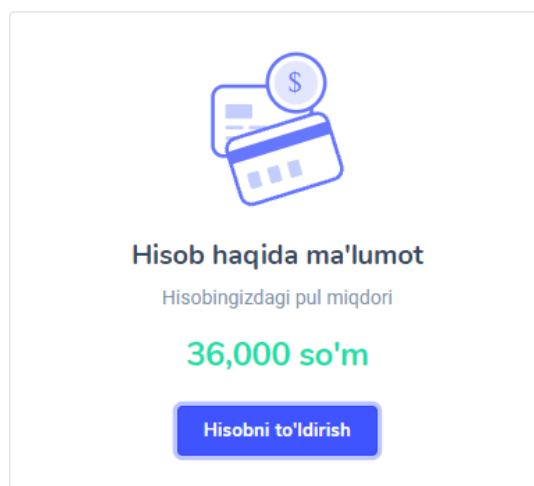 $
Hisob haqida ma'lumot
Hisobingizdagi pul miqdori
36,000 so'm
Hisobni to'ldirish